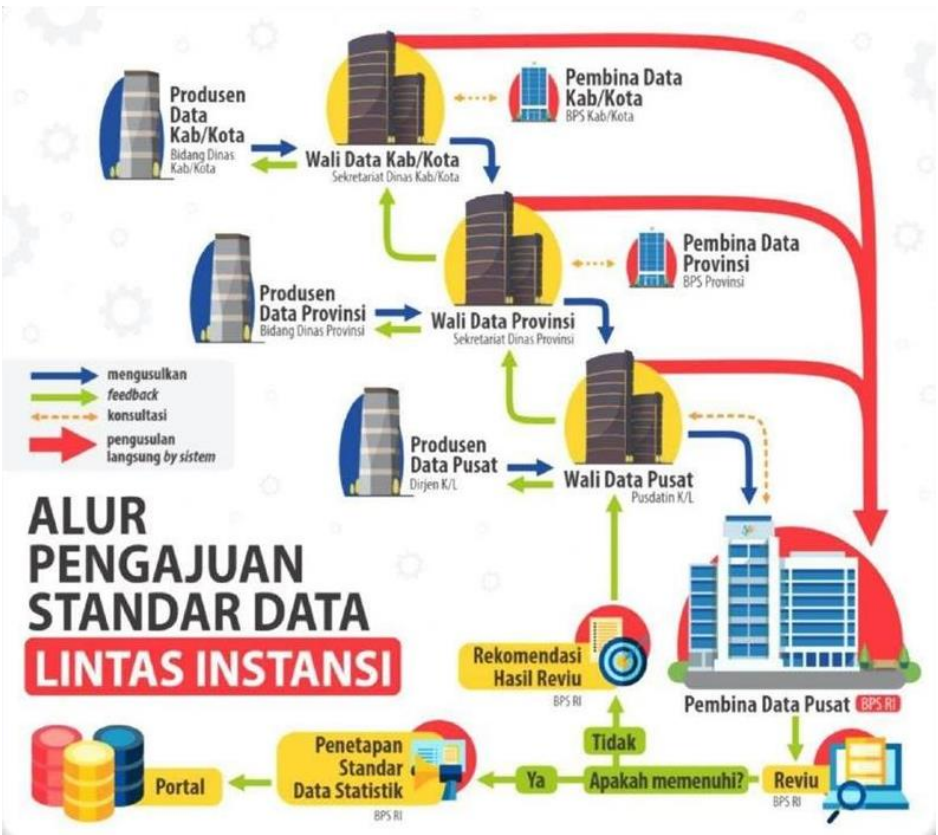 Produsen
Data
Kab/Kota
Bidang Dinas
Kab/Kota
Wali Data Kab/Kota
Sekretariat Dinas Kab/Kota
Pembina Data
Kab/Kota
BPS Kab/Kota
Produsen
Data Provinsi
Bidang Dinas Provinsi
Wali Data Provinsi
Sekretariat Dinas Provinsi
Pembina Data
Provinsi
BPS Provinsi
mengusulkan
feedback
konsultasi
pengusulan
langsung by sistem
Produsen
Data Pusat
Dirjen K/L
Wali Data Pusat
Pusdatin K/L
ALUR
PENGAJUAN
STANDAR DATA
LINTAS INSTANSI
Rekomendasi
Hasil Reviu
BPS RI
Pembina Data Pusat BPS RI
Tidak
Portal
Penetapan
Standar
Data Statistik
BPS RI
Ya
Apakah memenuhi?
Reviu
BPS RI